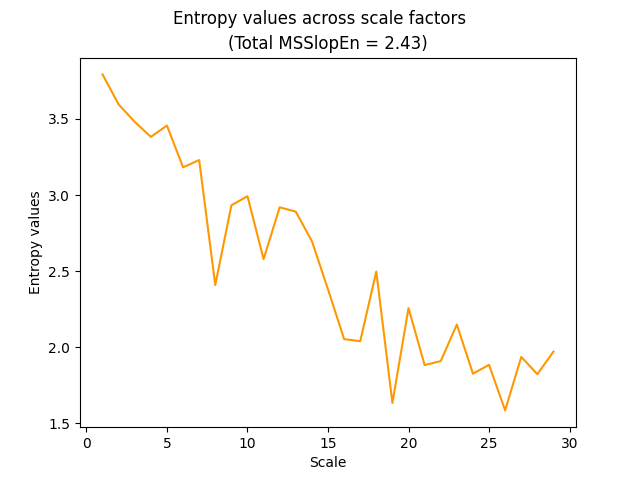 Entropy values across scale factors
(Total MSSlopEn = 2.43)
3.5
3.0
2.5
2.0
1.5
Entropy values
0 5 10 15 20 25 30
Scale